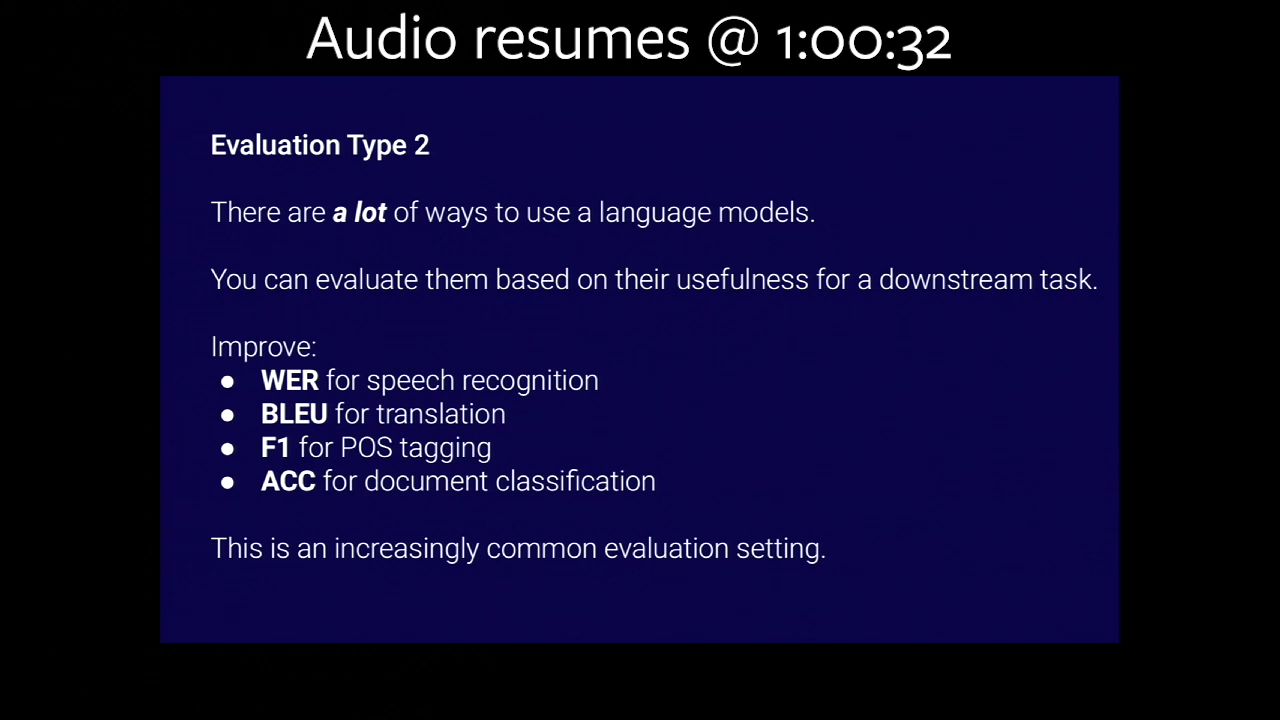 Audio resumes @ 1:00:32
Evaluation Type 2
There are a lot of ways to use a language models.
You can evaluate them based on their usefulness for a downstream task.
Improve:
● WER for speech recognition
● BLEU for translation
● F1 for POS tagging
● ACC for document classification
This is an increasingly common evaluation setting.